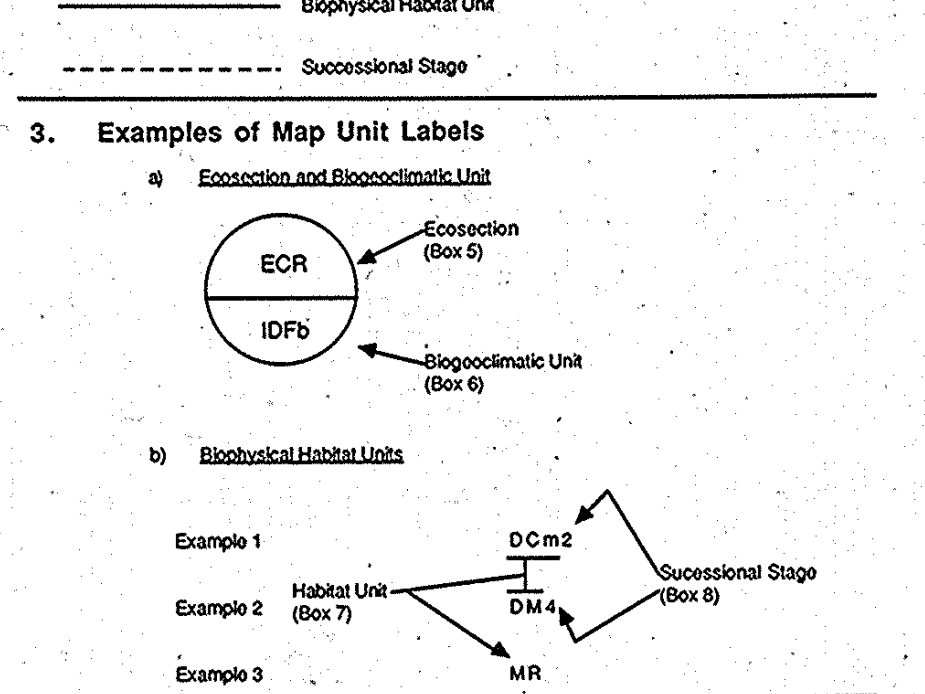 Biophysical Habitat Unit
Successional Stage
3. Examples of Map Unit Labels
a) Ecosection and Biogeoclimatic Unit
ECR
IDFb
Ecosection
(Box 5)
Biogeoclimatic Unit
(Box 6)
b) Biophysical Habitat Units
Example 1
DCm2
Habitat Unit
(Box 7)
Sucessional Stage
(Box 8)
Example 2
DM4
Example 3
MR